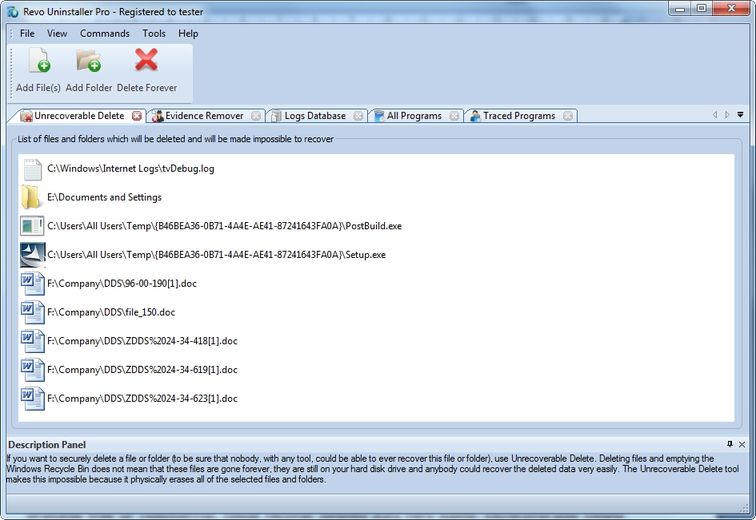 Revo Uninstaller Pro - Registered to tester
File View Commands Tools Help
Add File(s) Add Folder Delete Forever
Unrecoverable Delete Evidence Remover Logs Database All Programs Traced Programs
List of files and folders which will be deleted and will be made impossible to recover
C:\Windows\Internet Logs\tvDebug.log
E:\Documents and Settings
C:\Users\All Users\Temp\{B46BEA36-0B71-4A4E-AE41-87241643FA0A}\PostBuild.exe
C:\Users\All Users\Temp\{B46BEA36-0B71-4A4E-AE41-87241643FA0A}\Setup.exe
F:\Company\DDS\96-00-190[1].doc
F:\Company\DDS\file_150.doc
F:\Company\DDS\ZDDS%2024-34-418[1].doc
F:\Company\DDS\ZDDS%2024-34-619[1].doc
F:\Company\DDS\ZDDS%2024-34-623[1].doc
Description Panel
If you want to securely delete a file or folder (to be sure that nobody, with any tool, could be able to ever recover this file or folder), use Unrecoverable Delete. Deleting files and emptying the
Windows Recycle Bin does not mean that these files are gone forever, they are still on your hard disk drive and anybody could recover the deleted data very easily. The Unrecoverable Delete tool
makes this impossible because it physically erases all of the selected files and folders.